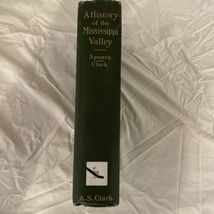 A History
of the
Mississippi
Valley
Spears
Clark
A.S. Clark.